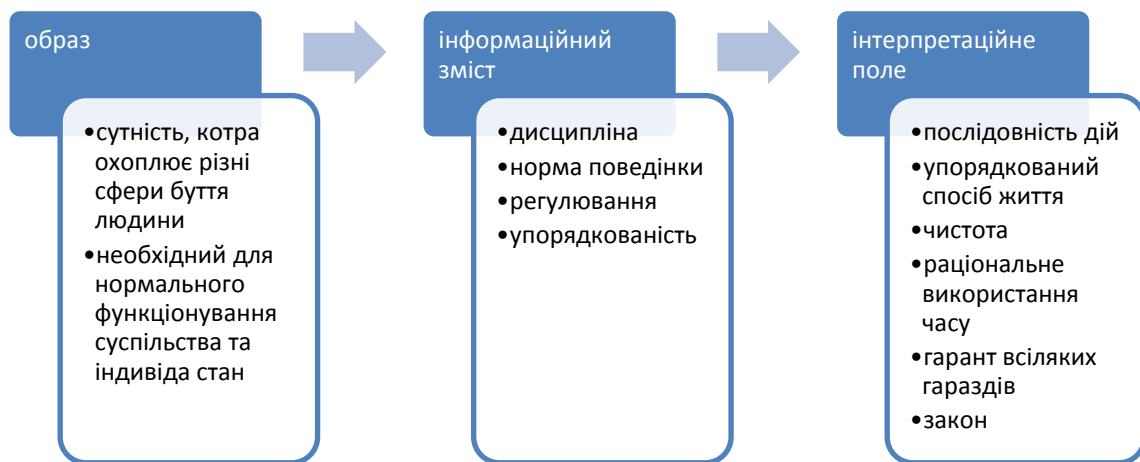 образ
•сутність, котра
охоплює різні
сфери буття
людини
•необхідний для
нормального
функціонування
суспільства та
індивіда стан
інформаційний
зміст
•дисципліна
•норма поведінки
•регулювання
•упорядкованість
інтерпретаційне
поле
•послідовність дій
•упорядкований
спосіб життя
•чистота
•раціональне
використання
часу
•гарант всіляких
гараздів
•закон